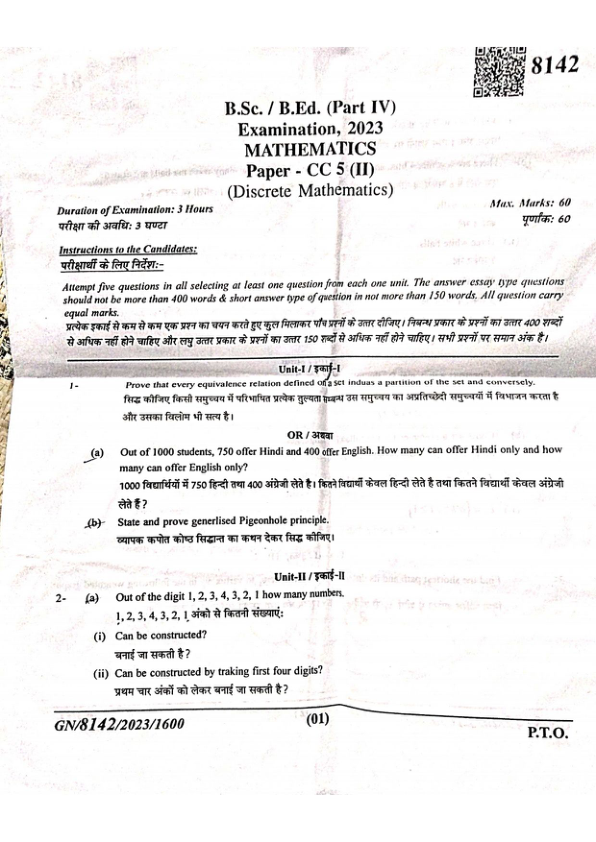 8142
B.Sc. / B.Ed. (Part IV)
Examination, 2023
MATHEMATICS
Paper - CC 5 (II)
(Discrete Mathematics)
Duration of Examination: 3 Hours
Max. Marks: 60
परीक्षा की अवधि: 3 घण्टा
पूर्णांक: 60
Instructions to the Candidates:
परीक्षार्थी के लिए निर्देश:-
Attempt five questions in all selecting at least one question from each one unit. The answer essay type questions
should not be more than 400 words & short answer type of question in not more than 150 words. All question carry
equal marks.
प्रत्येक इकाई से कम से कम एक प्रश्न का चयन करते हुए कुल मिलाकर पाँच प्रश्नों के उत्तर दीजिए। निबन्ध प्रकार के प्रश्नों का उत्तर 400 शब्दों
से अधिक नहीं होने चाहिए और लघु उत्तर प्रकार के प्रश्नों का उत्तर 150 शब्दों से अधिक नहीं होने चाहिए। सभी प्रश्नों पर समान अंक है।
Unit-I / इकाई-I
1- Prove that every equivalence relation defined on a set induas a partition of the set and conversely.
सिद्ध कीजिए किसी समुच्चय में परिभाषित प्रत्येक तुल्यता सम्बन्ध उस समुच्चय का अप्रतिच्छेदी समुच्चयों में विभाजन करता है
और उसका विलोम भी सत्य है।
OR / अथवा
(a) Out of 1000 students, 750 offer Hindi and 400 offer English. How many can offer Hindi only and how
many can offer English only?
1000 विद्यार्थियों में 750 हिन्दी तथा 400 अंग्रेजी लेते है। कितने विद्यार्थी केवल हिन्दी लेते है तथा कितने विद्यार्थी केवल अंग्रेजी
लेते हैं?
(b) State and prove generlised Pigeonhole principle.
व्यापक कपोत कोष्ठ सिद्धान्त का कथन देकर सिद्ध कीजिए।
Unit-II / इकाई-II
2- (a) Out of the digit 1, 2, 3, 4, 3, 2, 1 how many numbers.
1, 2, 3, 4, 3, 2, 1 अंको से कितनी संख्याएं:
(i) Can be constructed?
बनाई जा सकती है?
(ii) Can be constructed by traking first four digits?
प्रथम चार अंकों को लेकर बनाई जा सकती है?
GN/8142/2023/1600
(01)
P.T.O.